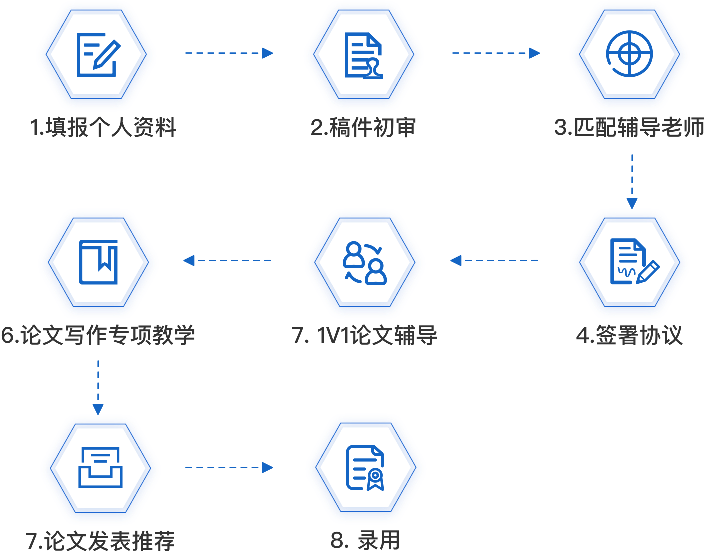 1.填报个人资料
2.稿件初审
3.匹配辅导老师
4.签署协议
7. 1V1论文辅导
6.论文写作专项教学
7.论文发表推荐
8. 录用